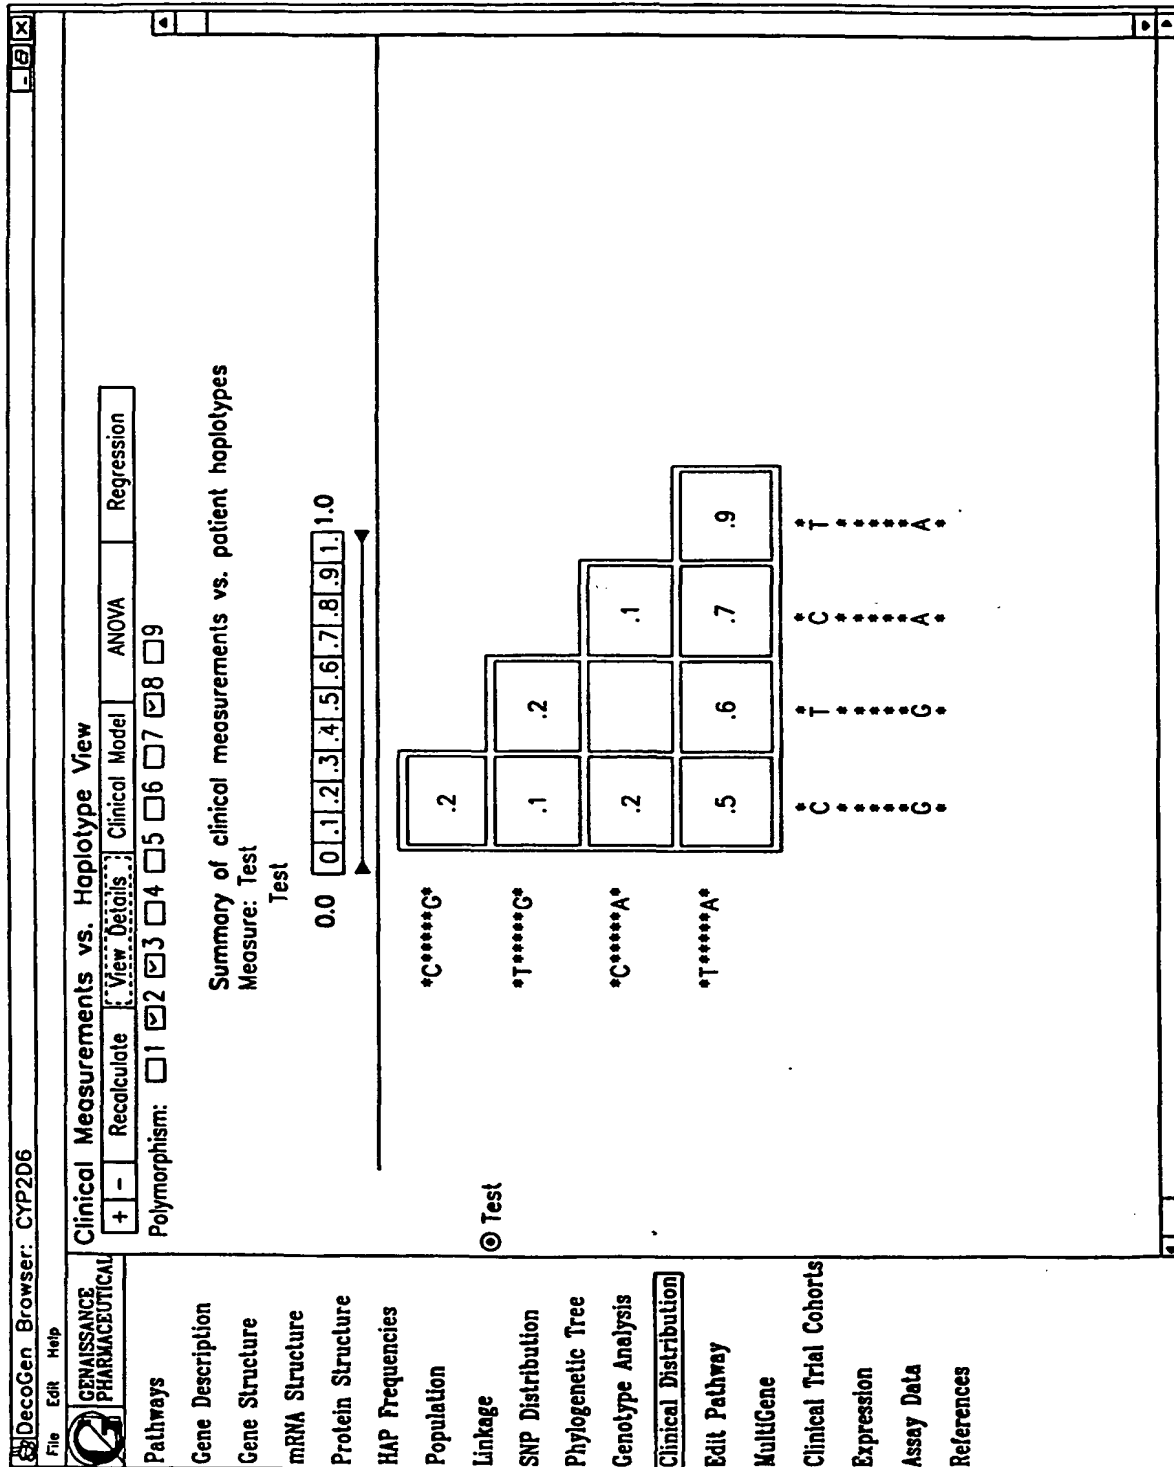 DecoGen Browser: CYP2D6
File Edit Help
GENAISSANCE
PHARMACEUTICAL
Pathways
Gene Description
Gene Structure
mRNA Structure
Protein Structure
HAP Frequencies
Population
Linkage
SNP Distribution
Phylogenetic Tree
Genotype Analysis
Clinical Distribution
Edit Pathway
MultiGene
Clinical Trial Cohorts
Expression
Assay Data
References
Clinical Measurements vs. Haplotype View
+ - Recalculate View Details Clinical Model ANOVA Regression
Polymorphism: 1 2 3 4 5 6 7 8 9
Summary of clinical measurements vs. patient haplotypes
Measure: Test
Test
0.0 0 .1 .2 .3 .4 .5 .6 .7 .8 .9 1. 1.0
Test
*C*****G* .2
*T*****G* .1 .2
*C*****A* .2 .1
*T*****A* .5 .6 .7 .9
*C*****G* *T*****G* *C*****A* *T*****A*